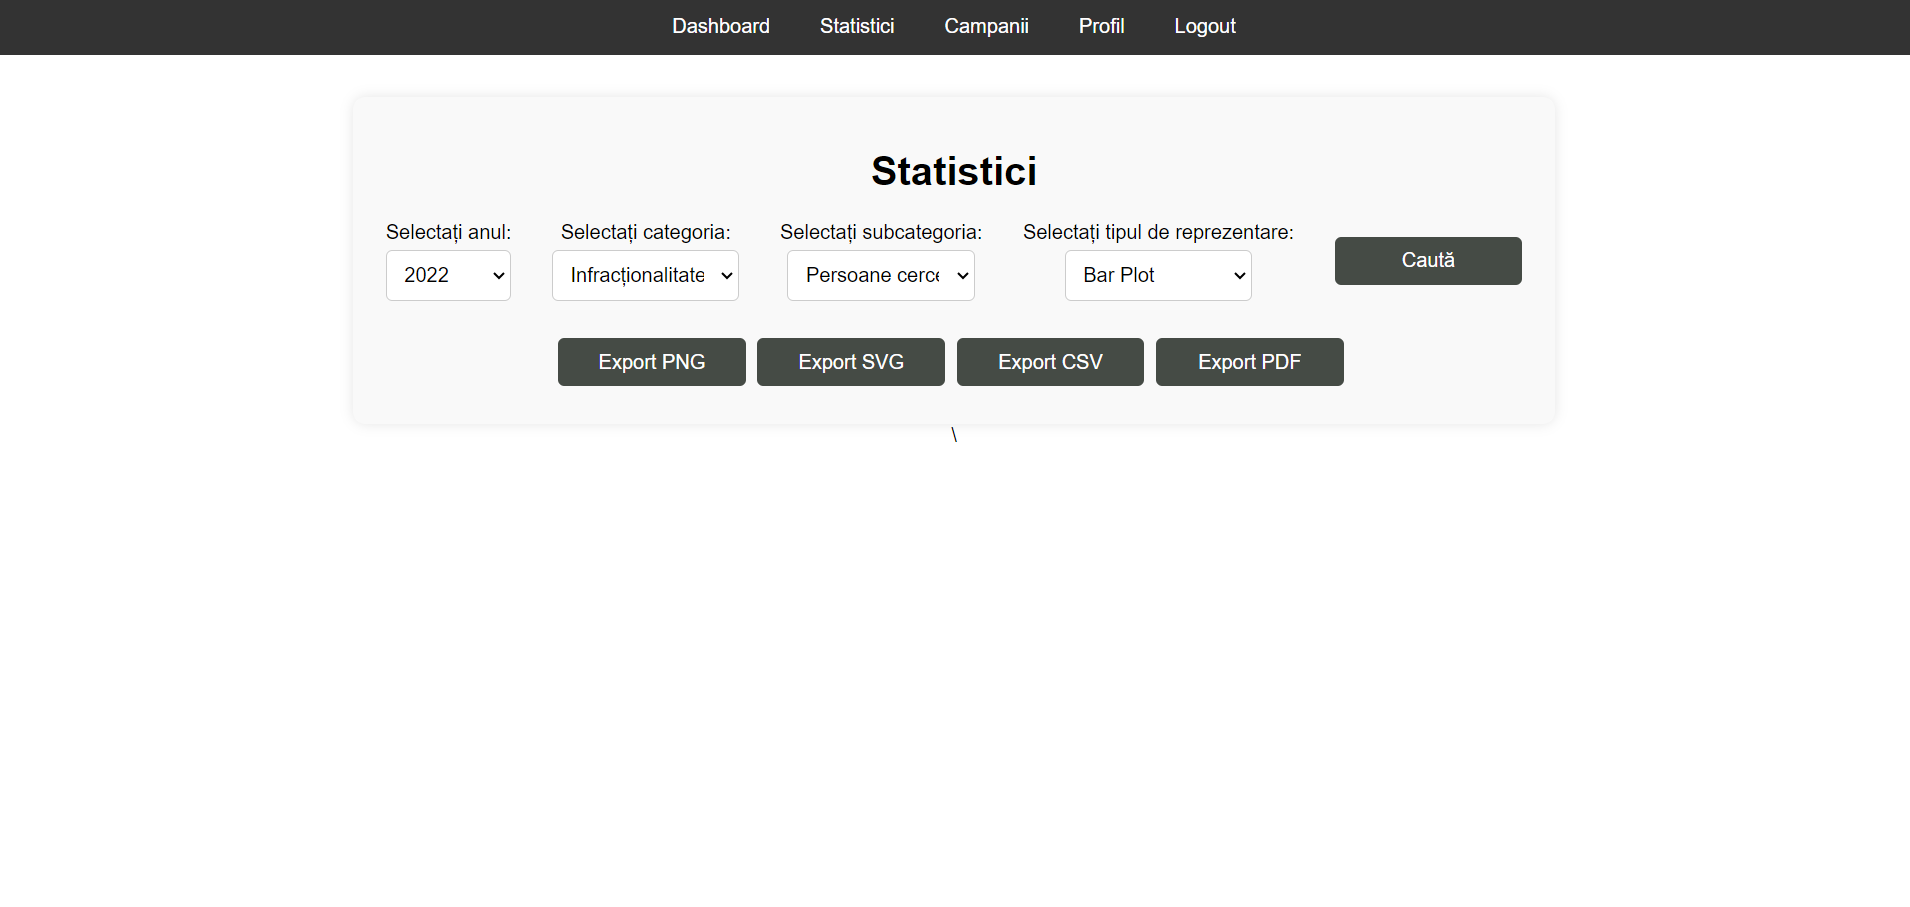 Dashboard Statistici Campanii Profil Logout
Statistici
Selectați anul: Selectați categoria: Selectați subcategoria: Selectați tipul de reprezentare:
2022 Infracționalitate Persoane cerce Bar Plot Caută
Export PNG Export SVG Export CSV Export PDF
\